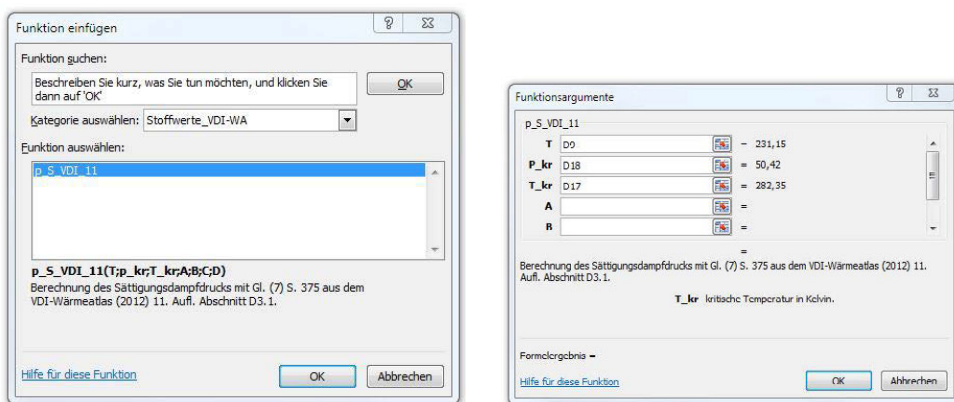 Funktion einfügen
Funktion suchen:
Beschreiben Sie kurz, was Sie tun möchten, und klicken Sie
dann auf 'OK'
OK
Kategorie auswählen: Stoffwerte_VDI-WA
Funktion auswählen:
p_S_VDI_11
p_S_VDI_11(T;p_kr;T_kr;A;B;C;D)
Berechnung des Sättigungsdampfdrucks mit Gl. (7) S. 375 aus dem
VDI-Wärmeatlas (2012) 11. Aufl. Abschnitt D3.1.
Hilfe für diese Funktion
OK Abbrechen
Funktionsargumente
p_S_VDI_11
T D9 = 231,15
P_kr D18 = 50,42
T_kr D17 = 282,35
A =
B =
=
Berechnung des Sättigungsdampfdrucks mit Gl. (7) S. 375 aus dem VDI-Wärmeatlas (2012) 11.
Aufl. Abschnitt D3.1.
T_kr kritische Temperatur in Kelvin.
Formelergebnis =
Hilfe für diese Funktion
OK Abbrechen